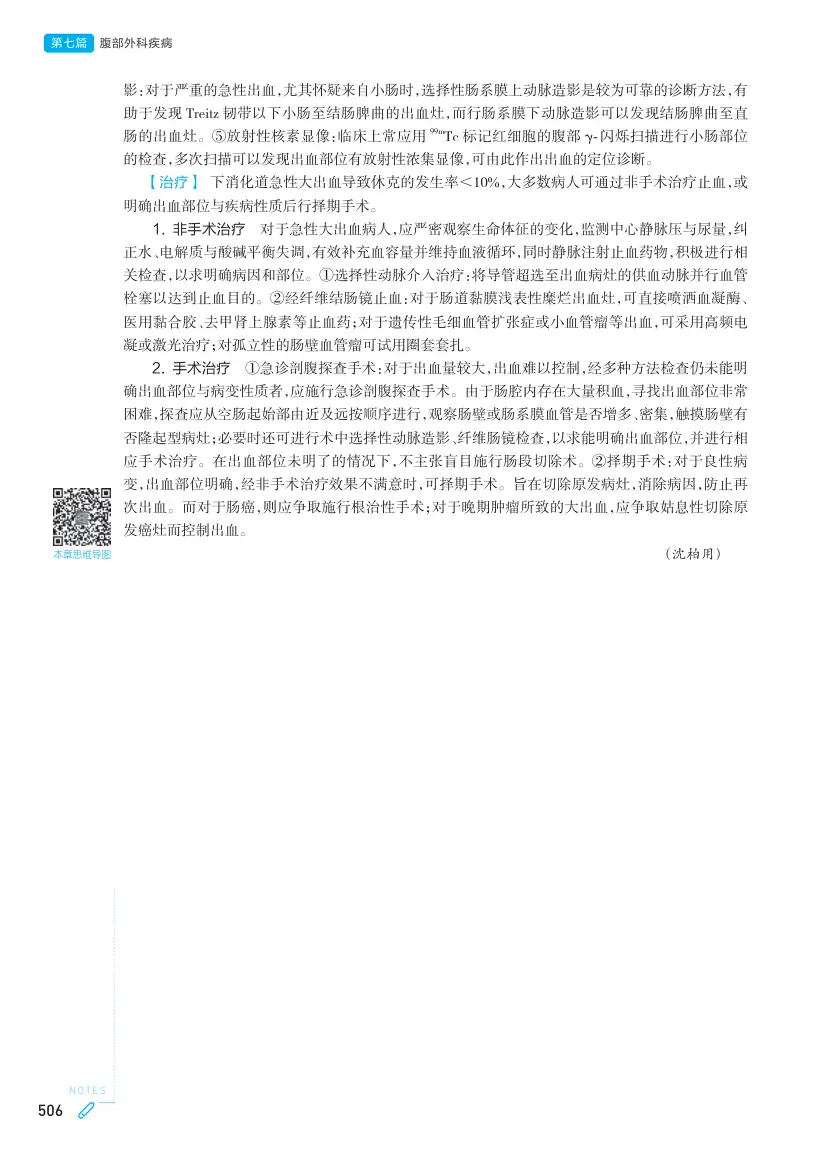 第七篇 腹部外科疾病
影:对于严重的急性出血,尤其怀疑来自小肠时,选择性肠系膜上动脉造影是较为可靠的诊断方法,有
助于发现 Treitz 韧带以下小肠至结肠脾曲的出血灶,而行肠系膜下动脉造影可以发现结肠脾曲至直
肠的出血灶。⑤放射性核素显像:临床上常应用 ⁹⁹ᵐTc 标记红细胞的腹部 γ-闪烁扫描进行小肠部位
的检查,多次扫描可以发现出血部位有放射性浓集显像,可由此作出出血的定位诊断。
【治疗】 下消化道急性大出血导致休克的发生率<10%,大多数病人可通过非手术治疗止血,或
明确出血部位与疾病性质后行择期手术。
1. 非手术治疗 对于急性大出血病人,应严密观察生命体征的变化,监测中心静脉压与尿量,纠
正水、电解质与酸碱平衡失调,有效补充血容量并维持血液循环,同时静脉注射止血药物,积极进行相
关检查,以求明确病因和部位。①选择性动脉介入治疗:将导管超选至出血病灶的供血动脉并行血管
栓塞以达到止血目的。②经纤维结肠镜止血:对于肠道黏膜浅表性糜烂出血灶,可直接喷洒血凝酶、
医用黏合胶、去甲肾上腺素等止血药;对于遗传性毛细血管扩张症或小血管瘤等出血,可采用高频电
凝或激光治疗;对孤立性的肠壁血管瘤可试用圈套套扎。
2. 手术治疗 ①急诊剖腹探查手术:对于出血量较大,出血难以控制,经多种方法检查仍未能明
确出血部位与病变性质者,应施行急诊剖腹探查手术。由于肠腔内存在大量积血,寻找出血部位非常
困难,探查应从空肠起始部由近及远按顺序进行,观察肠壁或肠系膜血管是否增多、密集,触摸肠壁有
否隆起型病灶;必要时还可进行术中选择性动脉造影、纤维肠镜检查,以求能明确出血部位,并进行相
应手术治疗。在出血部位未明了的情况下,不主张盲目施行肠段切除术。②择期手术:对于良性病
变,出血部位明确,经非手术治疗效果不满意时,可择期手术。旨在切除原发病灶,消除病因,防止再
次出血。而对于肠癌,则应争取施行根治性手术;对于晚期肿瘤所致的大出血,应争取姑息性切除原
发癌灶而控制出血。
本章思维导图
(沈柏用)
NOTES
506